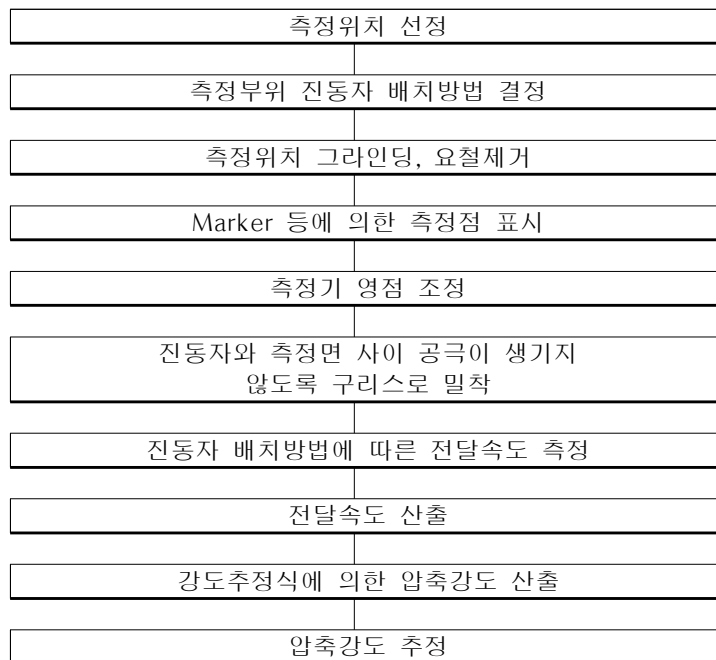 측정위치 선정
측정부위 진동자 배치방법 결정
측정위치 그라인딩, 요철제거
Marker 등에 의한 측정점 표시
측정기 영점 조정
진동자와 측정면 사이 공극이 생기지
않도록 구리스로 밀착
진동자 배치방법에 따른 전달속도 측정
전달속도 산출
강도추정식에 의한 압축강도 산출
압축강도 추정